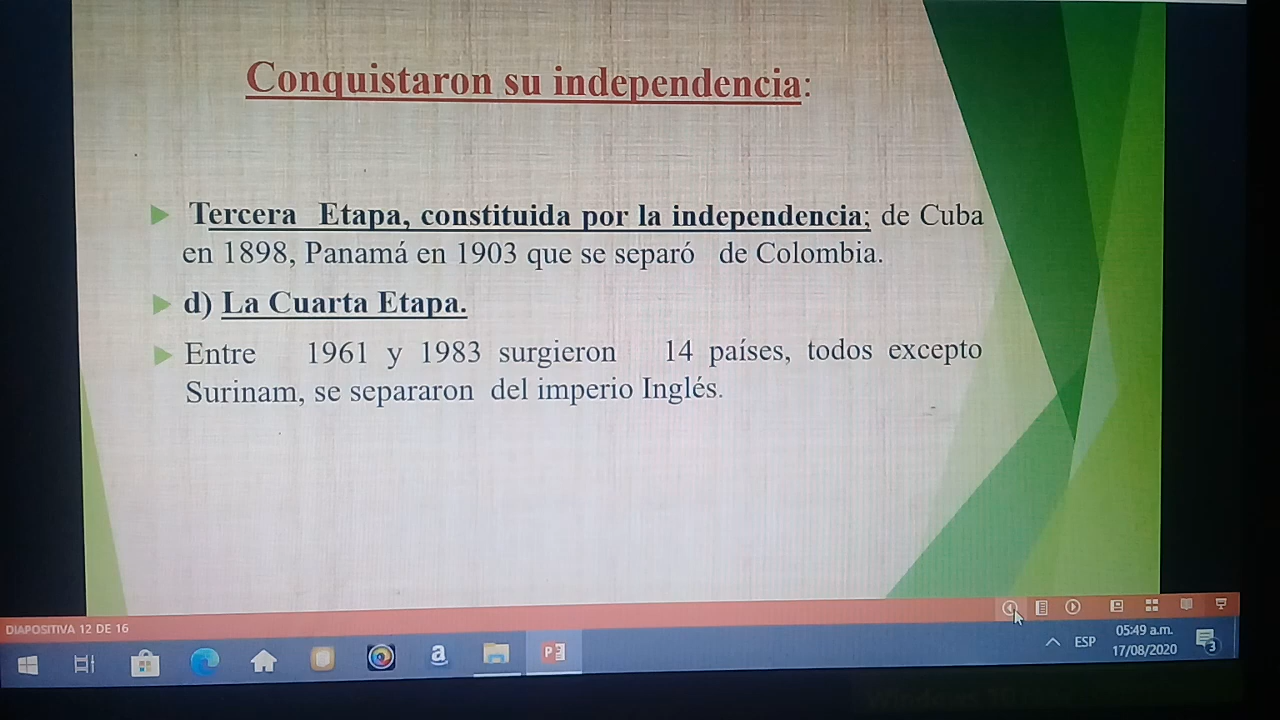 Conquistaron su independencia:
Tercera Etapa, constituida por la independencia; de Cuba
en 1898, Panamá en 1903 que se separó de Colombia.
d) La Cuarta Etapa.
Entre 1961 y 1983 surgieron 14 países, todos excepto
Surinam, se separaron del imperio Inglés.
DIAPOSITIVA 12 DE 16
ESP
05:49 a.m.
17/08/2020
3